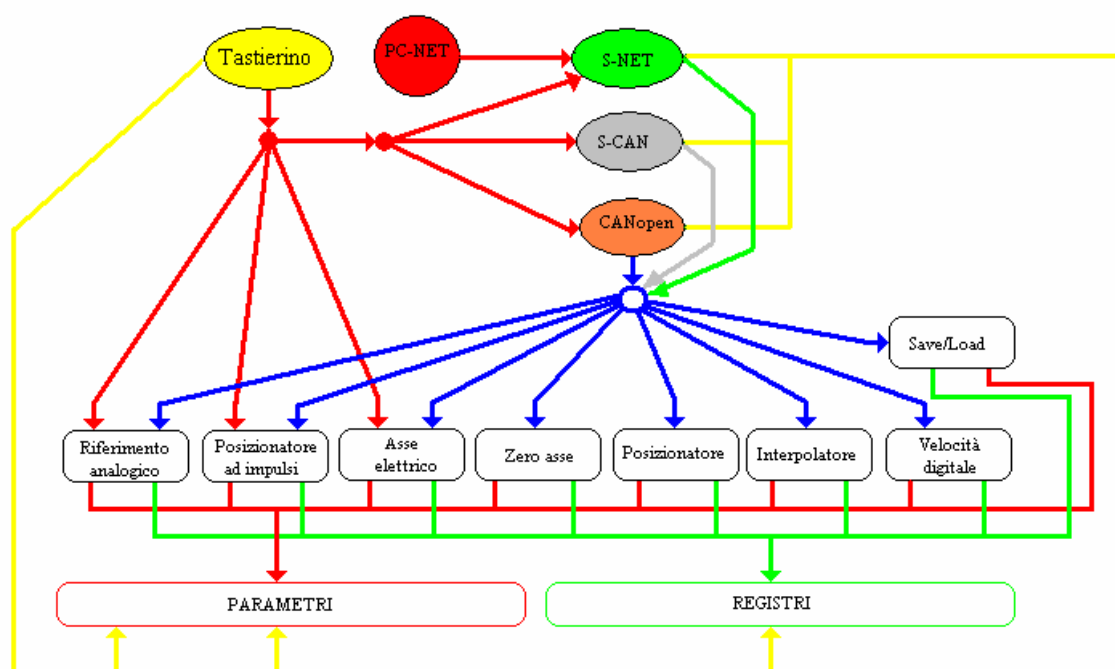 Tastierino
PC-NET
S-NET
S-CAN
CANopen
Save/Load
Riferimento
analogico
Posizionatore
ad impulsi
Asse
elettrico
Zero asse
Posizionatore
Interpolatore
Velocità
digitale
PARAMETRI
REGISTRI